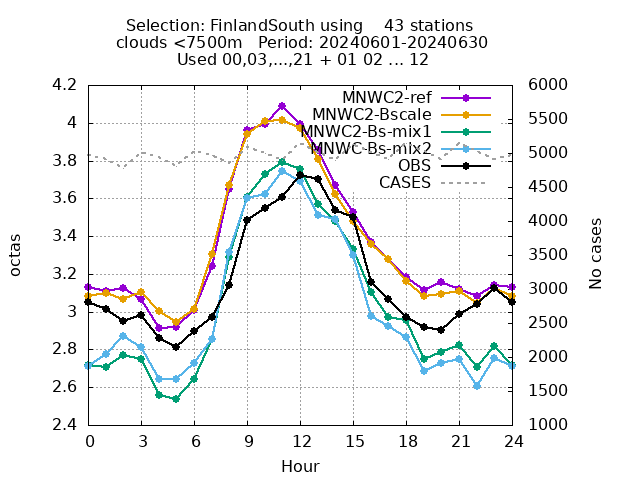 Selection: FinlandSouth using    43 stations
clouds <7500m   Period: 20240601-20240630
Used 00,03,...,21 + 01 02 ... 12
MNWC2-ref
MNWC2-Bscale
MNWC2-Bs-mix1
MNWC-Bs-mix2
OBS
CASES
octas
4.2
4
3.8
3.6
3.4
3.2
3
2.8
2.6
2.4
6000
5500
5000
4500
4000
3500
3000
2500
2000
1500
1000
No cases
0 3 6 9 12 15 18 21 24
Hour